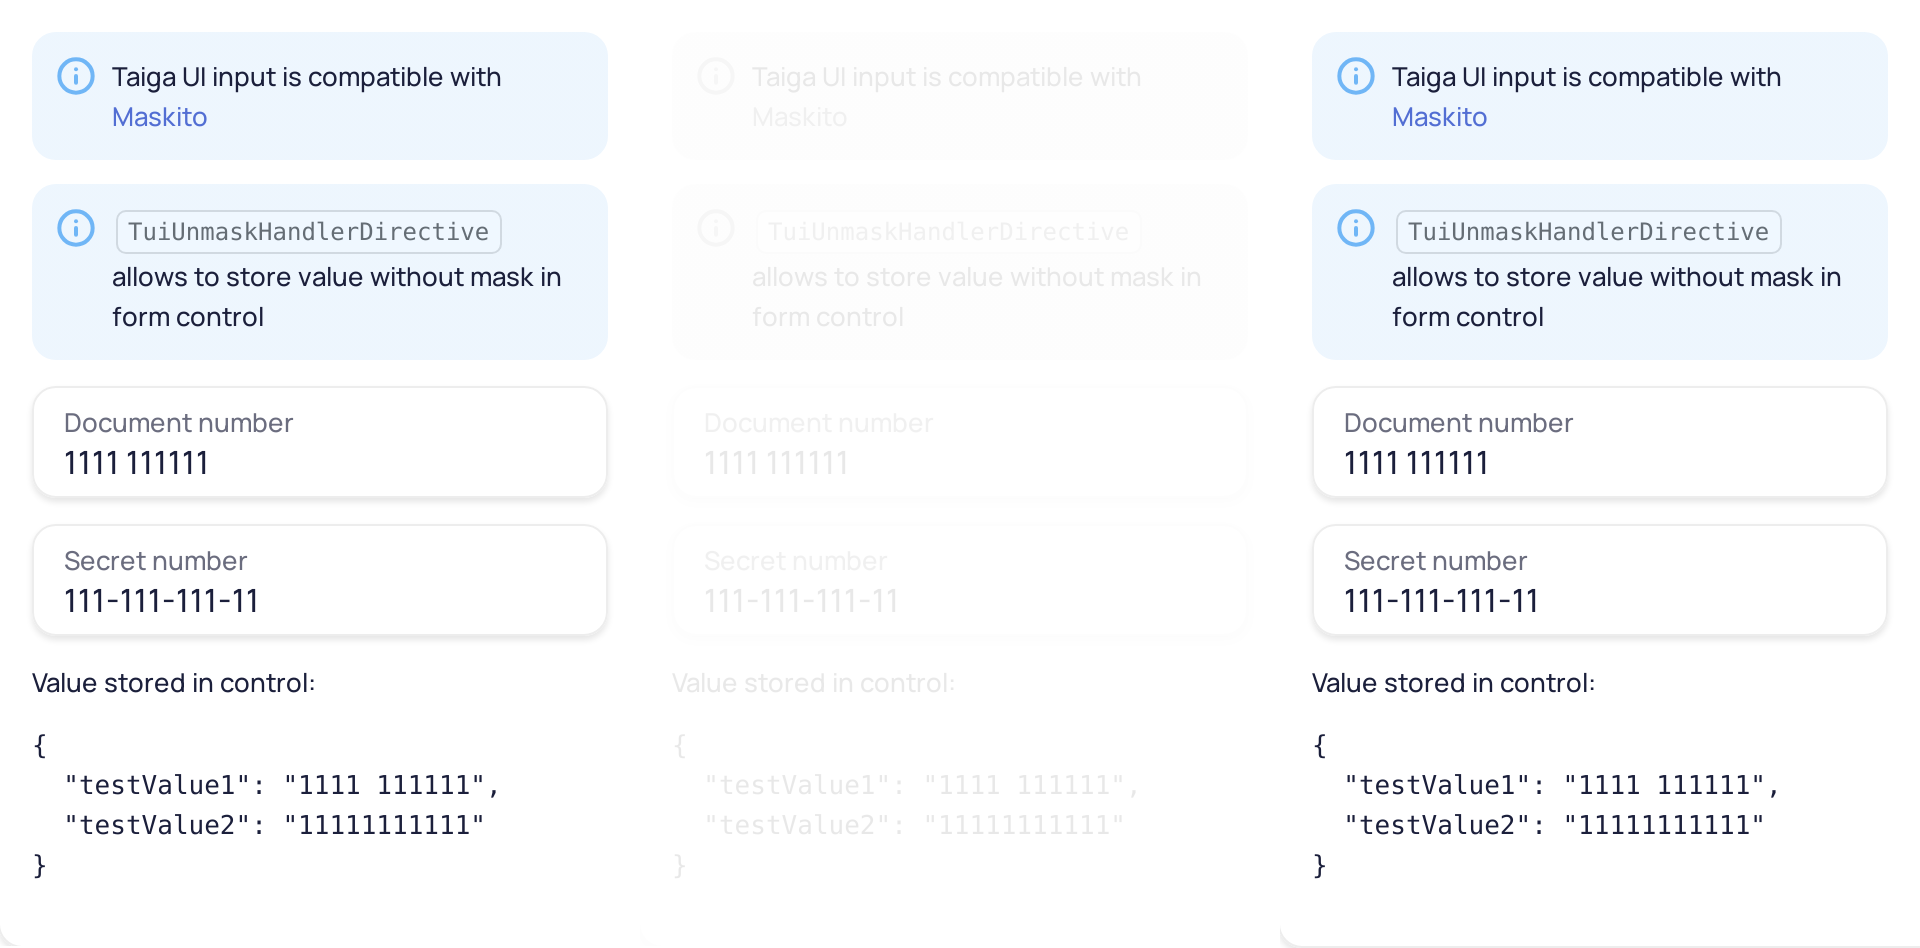 Taiga UI input is compatible with
Maskito
TuiUnmaskHandlerDirective
allows to store value without mask in
form control
Document number
1111 111111
Secret number
111-111-111-11
Value stored in control:
{
  "testValue1": "1111 111111",
  "testValue2": "11111111111"
}
Taiga UI input is compatible with
Maskito
TuiUnmaskHandlerDirective
allows to store value without mask in
form control
Document number
1111 111111
Secret number
111-111-111-11
Value stored in control:
{
  "testValue1": "1111 111111",
  "testValue2": "11111111111"
}
Taiga UI input is compatible with
Maskito
TuiUnmaskHandlerDirective
allows to store value without mask in
form control
Document number
1111 111111
Secret number
111-111-111-11
Value stored in control:
{
  "testValue1": "1111 111111",
  "testValue2": "11111111111"
}